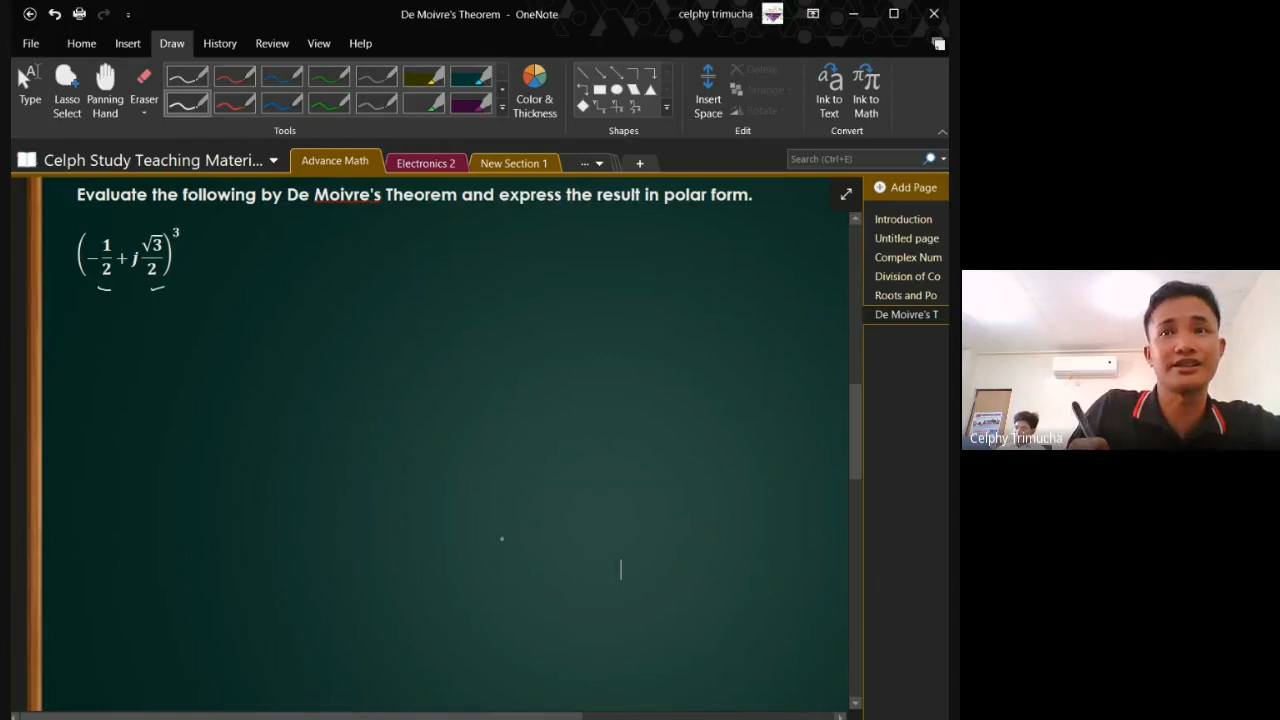 De Moivre's Theorem - OneNote
celphy trimucha
File Home Insert Draw History Review View Help
Type
Lasso Select
Panning Hand
Eraser
Color & Thickness
Insert Space
Delete
Arrange
Rotate
Ink to Text
Ink to Math
Tools
Shapes
Edit
Convert
Celph Study Teaching Materi...
Advance Math
Electronics 2
New Section 1
...
+
Search (Ctrl+E)
Evaluate the following by De Moivre's Theorem and express the result in polar form.
(-1/2 + j √3/2)^3
Add Page
Introduction
Untitled page
Complex Num
Division of Co
Roots and Po
De Moivre's T
Celphy Trimucha